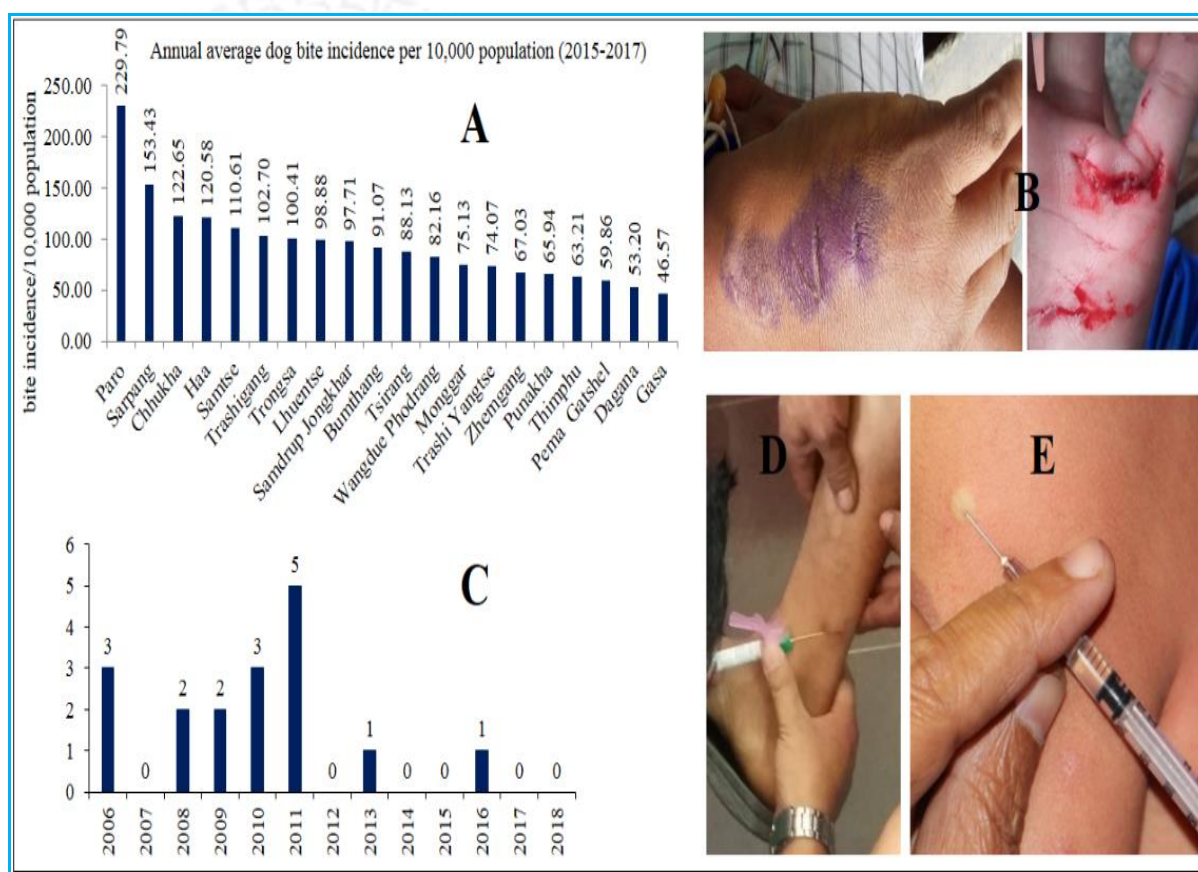 Annual average dog bite incidence per 10,000 population (2015-2017)
bite incidence/10,000 population
250.00
200.00
150.00
100.00
50.00
0.00
229.79
153.43
122.65
120.58
110.61
102.70
100.41
98.88
97.71
91.07
88.13
82.16
75.13
74.07
67.03
65.94
63.21
59.86
53.20
46.57
Paro
Sarpang
Chhukha
Haa
Samtse
Trashigang
Trongsa
Lhuentse
Samdrup Jongkhar
Bumthang
Tsirang
Wangdue Phodrang
Monggar
Trashi Yangtse
Zhemgang
Punakha
Thimphu
Pema Gatshel
Dagana
Gasa
A
B
6
5
4
3
2
1
0
3
0
2
2
3
5
0
1
0
0
1
0
0
2006
2007
2008
2009
2010
2011
2012
2013
2014
2015
2016
2017
2018
C
D
E